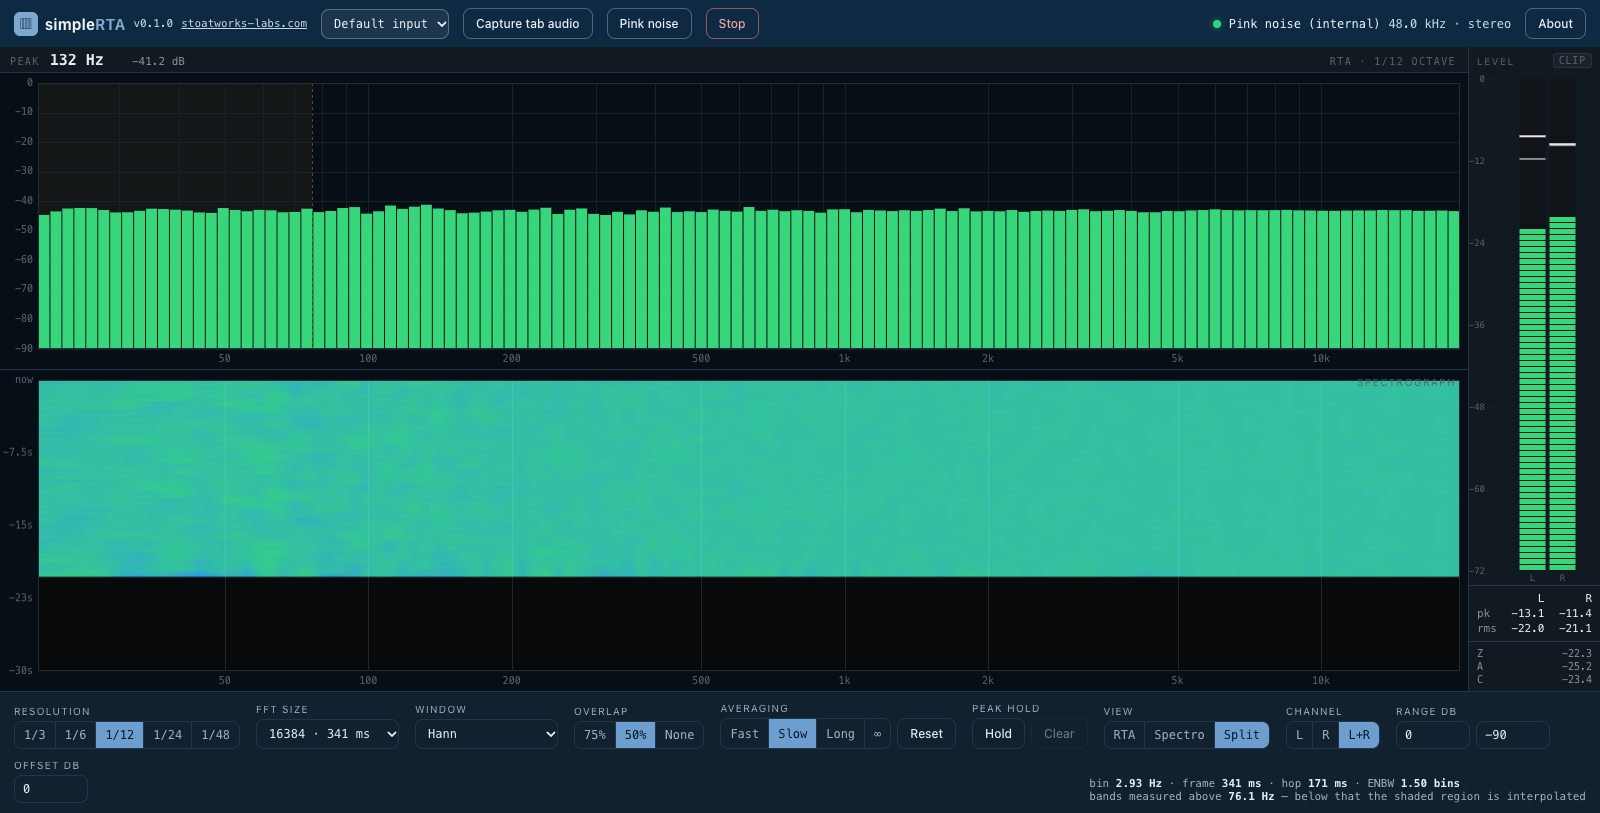 simpleRTA v0.1.0 stoatworks-labs.com Default input Capture tab audio Pink noise Stop Pink noise (internal) 48.0 kHz · stereo About
PEAK 132 Hz −41.2 dB RTA · 1/12 OCTAVE LEVEL CLIP
0
−10
−20
−30
−40
−50
−60
−70
−80
−90
50 100 200 500 1k 2k 5k 10k
now SPECTROGRAPH
−7.5s
−15s
−23s
−30s
50 100 200 500 1k 2k 5k 10k
0
−12
−24
−36
−48
−60
−72
L R
L R
pk −13.1 −11.4
rms −22.0 −21.1
Z −22.3
A −25.2
C −23.4
RESOLUTION FFT SIZE WINDOW OVERLAP AVERAGING PEAK HOLD VIEW CHANNEL RANGE DB
1/3 1/6 1/12 1/24 1/48 16384 · 341 ms Hann 75% 50% None Fast Slow Long ∞ Reset Hold Clear RTA Spectro Split L R L+R 0 −90
OFFSET DB
0
bin 2.93 Hz · frame 341 ms · hop 171 ms · ENBW 1.50 bins
bands measured above 76.1 Hz — below that the shaded region is interpolated